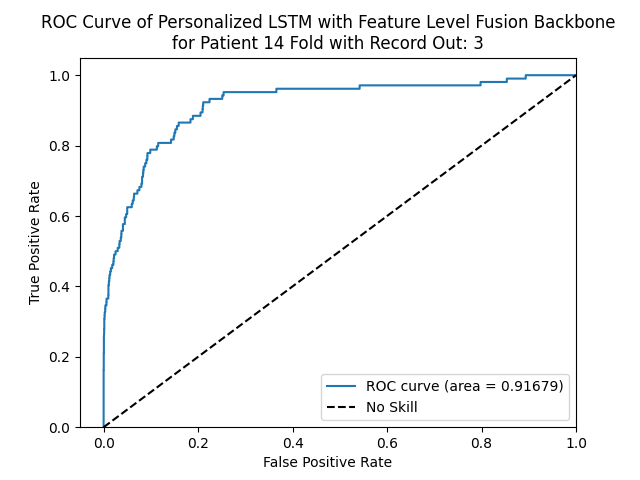 ROC Curve of Personalized LSTM with Feature Level Fusion Backbone
for Patient 14 Fold with Record Out: 3
True Positive Rate
1.0
0.8
0.6
0.4
0.2
0.0
ROC curve (area = 0.91679)
No Skill
0.0 0.2 0.4 0.6 0.8 1.0
False Positive Rate